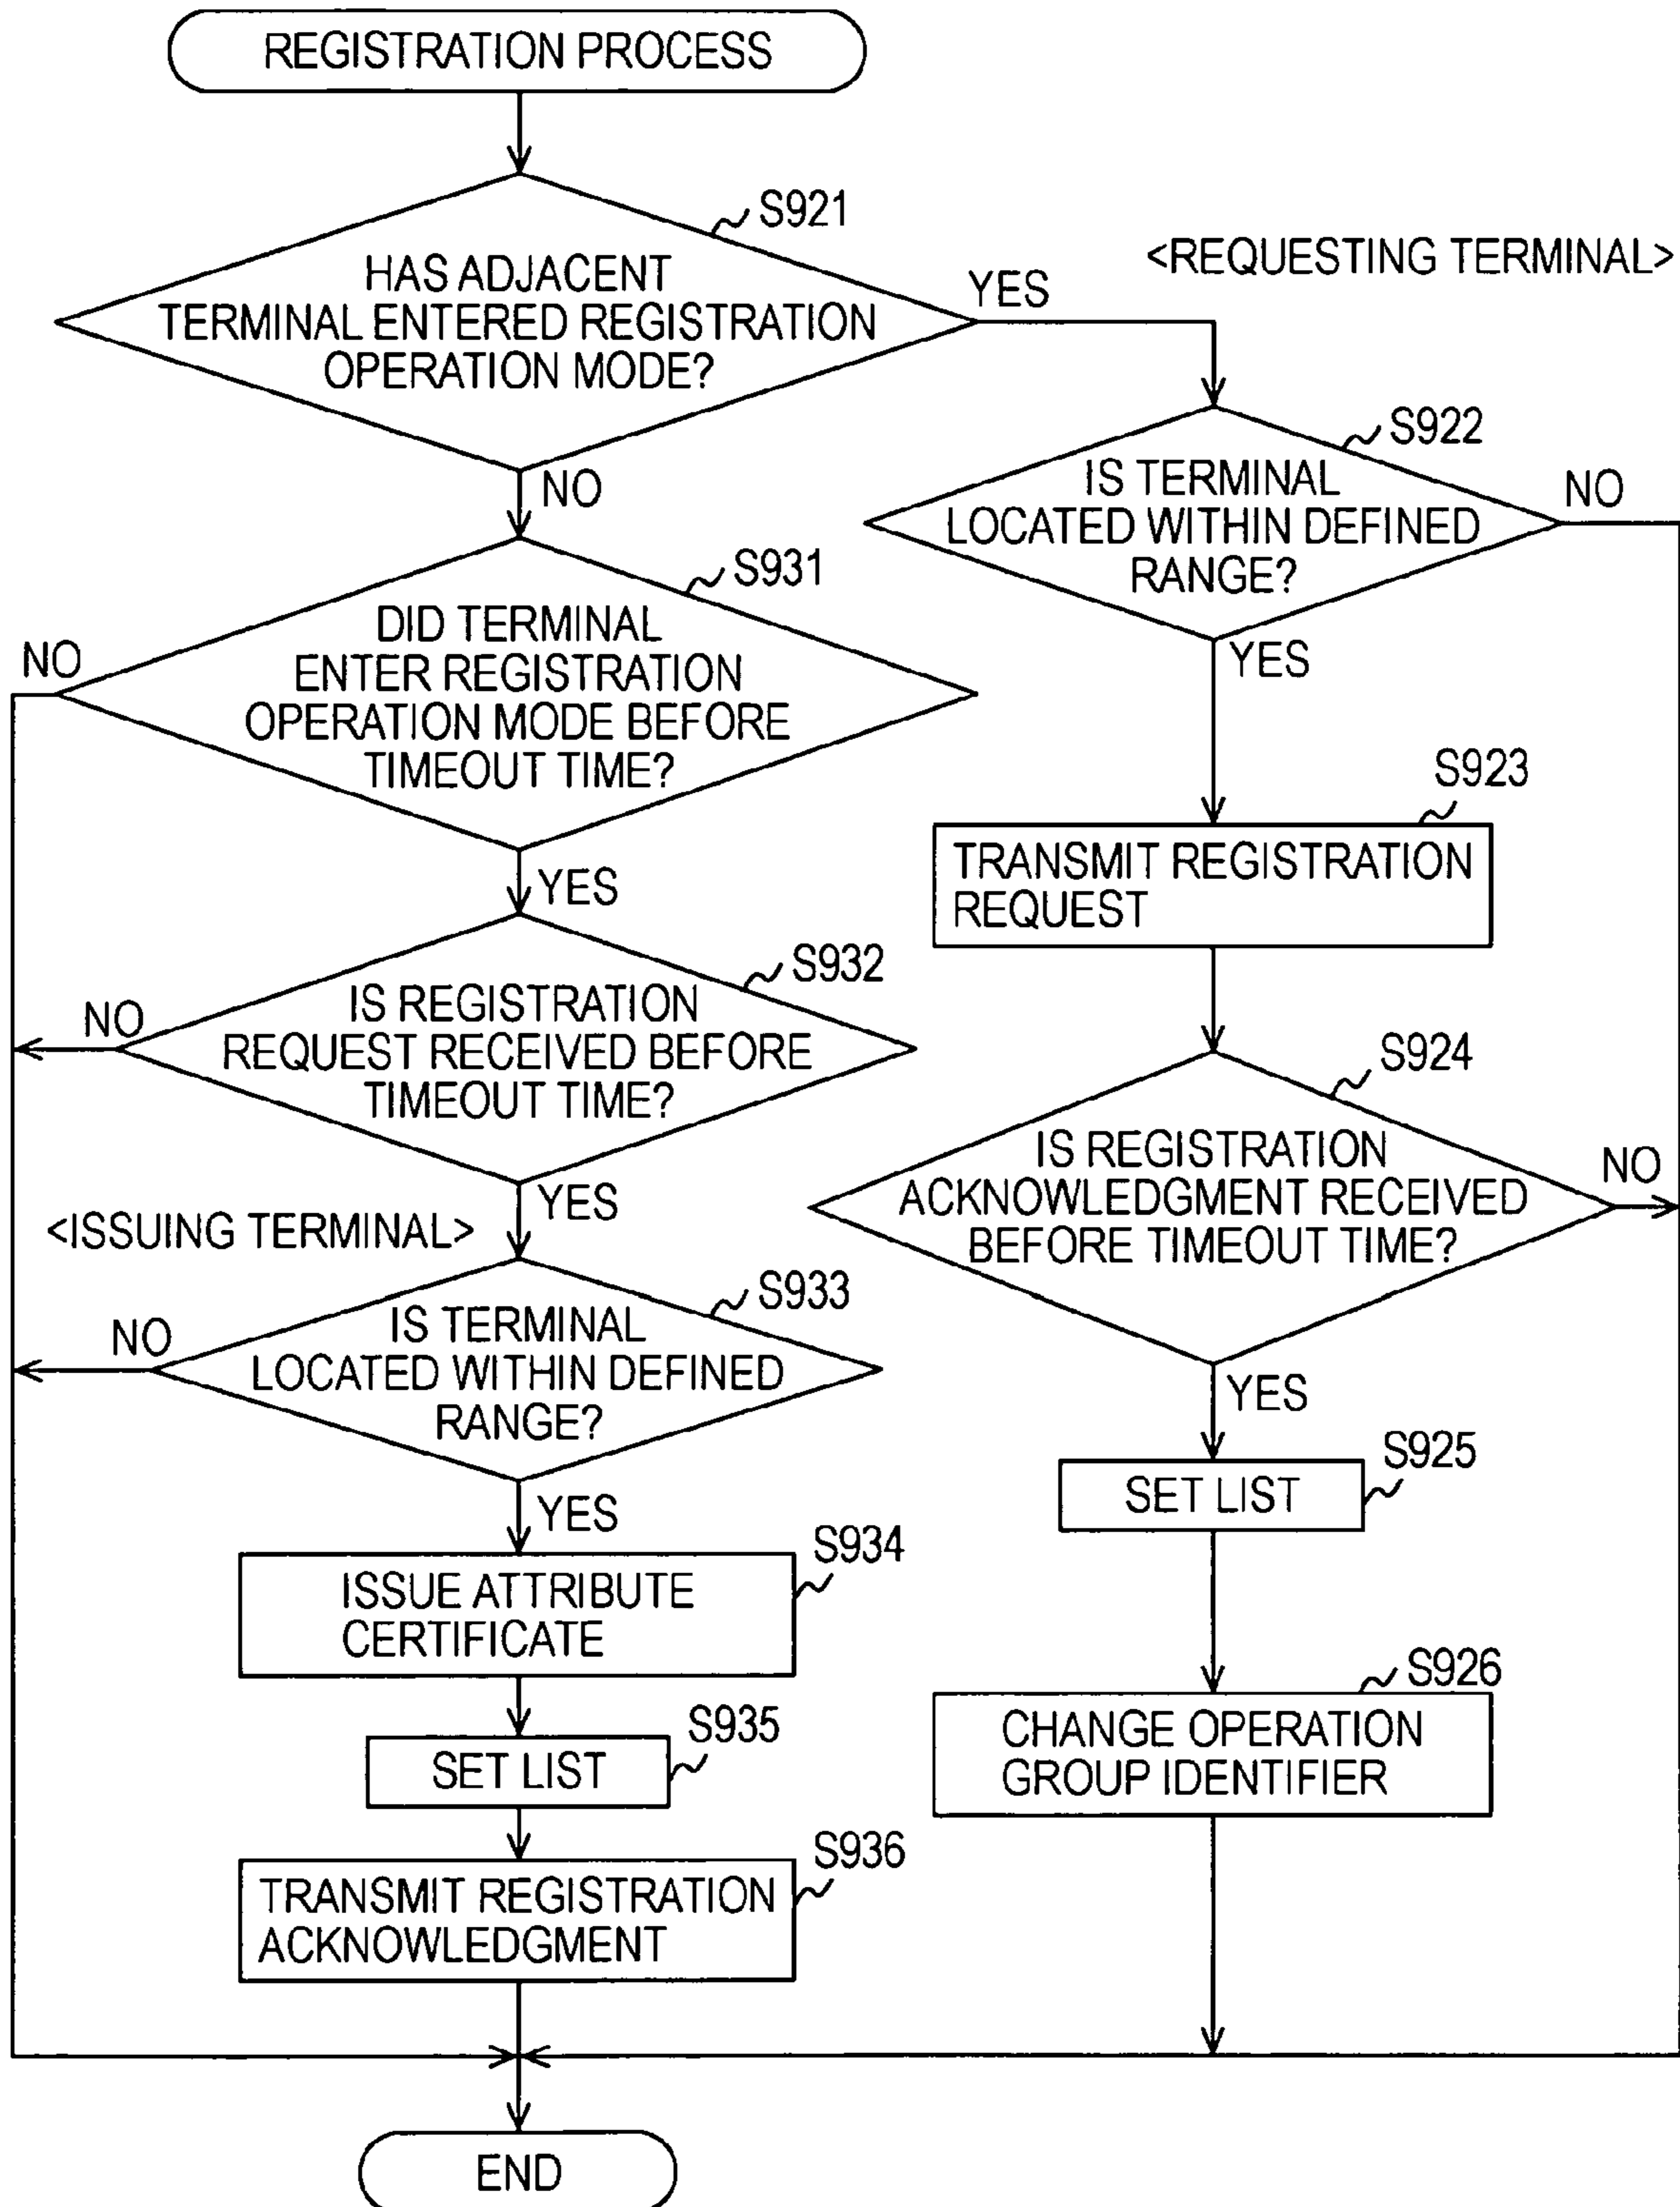 REGISTRATION PROCESS
S921
HAS ADJACENT
TERMINAL ENTERED REGISTRATION
OPERATION MODE?
YES
<REQUESTING TERMINAL>
NO
S922
IS TERMINAL
LOCATED WITHIN DEFINED
RANGE?
NO
YES
S931
DID TERMINAL
ENTER REGISTRATION
OPERATION MODE BEFORE
TIMEOUT TIME?
NO
YES
S923
TRANSMIT REGISTRATION
REQUEST
S932
IS REGISTRATION
REQUEST RECEIVED BEFORE
TIMEOUT TIME?
NO
YES
S924
IS REGISTRATION
ACKNOWLEDGMENT RECEIVED
BEFORE TIMEOUT TIME?
NO
YES
<ISSUING TERMINAL>
S933
IS TERMINAL
LOCATED WITHIN DEFINED
RANGE?
NO
YES
S925
SET LIST
S934
ISSUE ATTRIBUTE
CERTIFICATE
S926
CHANGE OPERATION
GROUP IDENTIFIER
S935
SET LIST
S936
TRANSMIT REGISTRATION
ACKNOWLEDGMENT
END